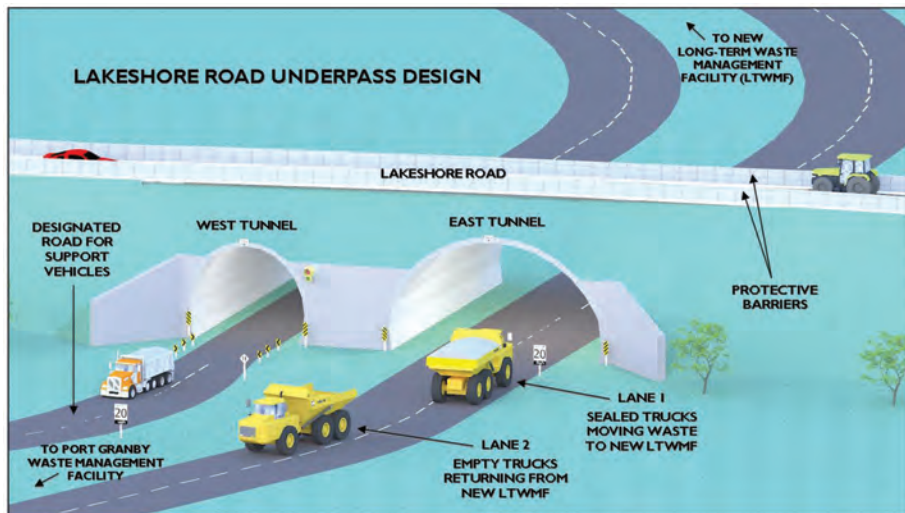 TO NEW
LONG-TERM WASTE
MANAGEMENT
FACILITY (LTWMF)
LAKESHORE ROAD UNDERPASS DESIGN
LAKESHORE ROAD
WEST TUNNEL
EAST TUNNEL
DESIGNATED
ROAD FOR
SUPPORT
VEHICLES
PROTECTIVE
BARRIERS
20
20
LANE 1
SEALED TRUCKS
MOVING WASTE
TO NEW LTWMF
LANE 2
EMPTY TRUCKS
RETURNING FROM
NEW LTWMF
TO PORT GRANBY
WASTE MANAGEMENT
FACILITY